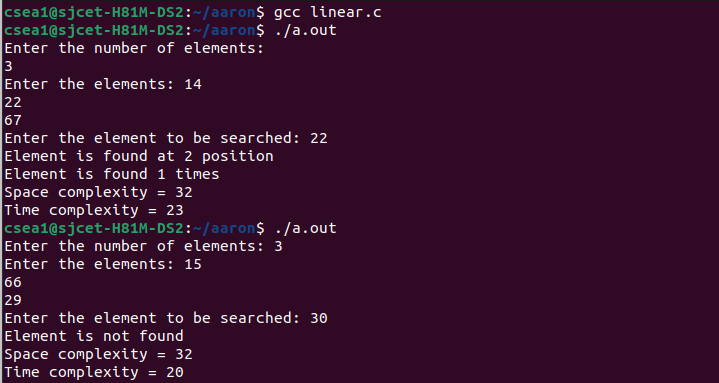 csea1@sjcet-H81M-DS2:~/aaron$ gcc linear.c
csea1@sjcet-H81M-DS2:~/aaron$ ./a.out
Enter the number of elements:
3
Enter the elements: 14
22
67
Enter the element to be searched: 22
Element is found at 2 position
Element is found 1 times
Space complexity = 32
Time complexity = 23
csea1@sjcet-H81M-DS2:~/aaron$ ./a.out
Enter the number of elements: 3
Enter the elements: 15
66
29
Enter the element to be searched: 30
Element is not found
Space complexity = 32
Time complexity = 20